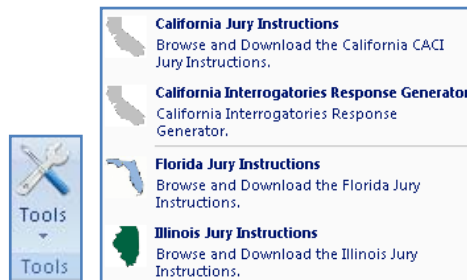 California Jury Instructions
Browse and Download the California CACI
Jury Instructions.
California Interrogatories Response Generator
California Interrogatories Response
Generator.
Florida Jury Instructions
Browse and Download the Florida Jury
Instructions.
Illinois Jury Instructions
Browse and Download the Illinois Jury
Instructions.
Tools
Tools